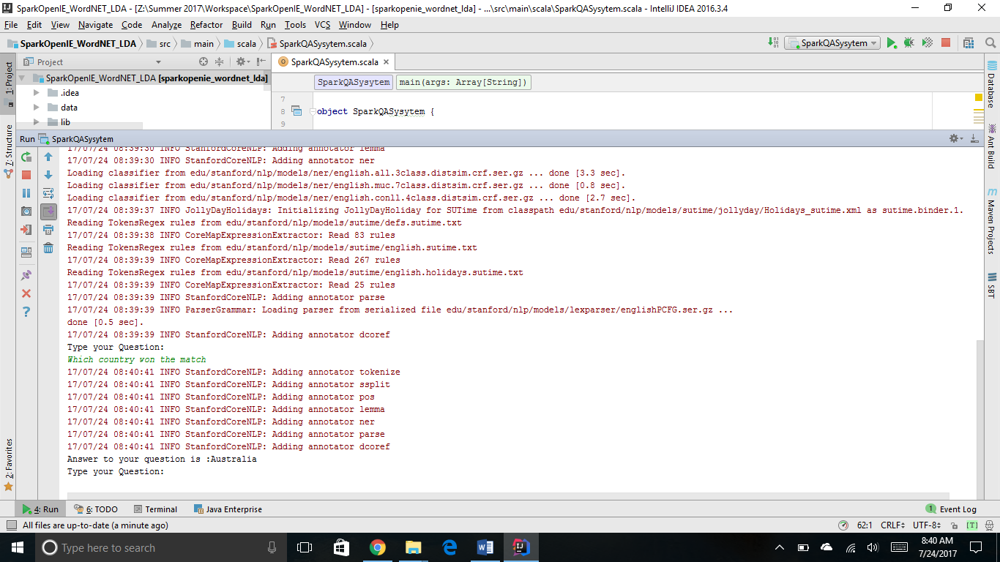 SparkOpenIE_WordNET_LDA - [Z:\Summer 2017\Workspace\SparkOpenIE_WordNET_LDA] - [sparkopenie_wordnet_lda] - ...\src\main\scala\SparkQASysytem.scala - IntelliJ IDEA 2016.3.4
File Edit View Navigate Code Analyze Refactor Build Run Tools VCS Window Help
SparkOpenIE_WordNET_LDA src main scala SparkQASysytem.scala SparkQASysytem
Project SparkQASysytem.scala
SparkOpenIE_WordNET_LDA [sparkopenie_wordnet_lda]
.idea
data
lib
SparkQASysytem main(args: Array[String])
7
8 object SparkQASysytem {
9
1: Project
7: Structure
2: Favorites
Database
Ant Build
Maven Projects
SBT
Run SparkQASysytem
17/07/24 08:39:30 INFO StanfordCoreNLP: Adding annotator lemma
17/07/24 08:39:30 INFO StanfordCoreNLP: Adding annotator ner
Loading classifier from edu/stanford/nlp/models/ner/english.all.3class.distsim.crf.ser.gz ... done [3.3 sec].
Loading classifier from edu/stanford/nlp/models/ner/english.muc.7class.distsim.crf.ser.gz ... done [0.8 sec].
Loading classifier from edu/stanford/nlp/models/ner/english.conll.4class.distsim.crf.ser.gz ... done [2.7 sec].
17/07/24 08:39:37 INFO JollyDayHolidays: Initializing JollyDayHoliday for SUTime from classpath edu/stanford/nlp/models/sutime/jollyday/Holidays_sutime.xml as sutime.binder.1.
Reading TokensRegex rules from edu/stanford/nlp/models/sutime/defs.sutime.txt
17/07/24 08:39:38 INFO CoreMapExpressionExtractor: Read 83 rules
Reading TokensRegex rules from edu/stanford/nlp/models/sutime/english.sutime.txt
17/07/24 08:39:39 INFO CoreMapExpressionExtractor: Read 267 rules
Reading TokensRegex rules from edu/stanford/nlp/models/sutime/english.holidays.sutime.txt
17/07/24 08:39:39 INFO CoreMapExpressionExtractor: Read 25 rules
17/07/24 08:39:39 INFO StanfordCoreNLP: Adding annotator parse
17/07/24 08:39:39 INFO ParserGrammar: Loading parser from serialized file edu/stanford/nlp/models/lexparser/englishPCFG.ser.gz ...
done [0.5 sec].
17/07/24 08:39:39 INFO StanfordCoreNLP: Adding annotator dcoref
Type your Question:
Which country won the match
17/07/24 08:40:41 INFO StanfordCoreNLP: Adding annotator tokenize
17/07/24 08:40:41 INFO StanfordCoreNLP: Adding annotator ssplit
17/07/24 08:40:41 INFO StanfordCoreNLP: Adding annotator pos
17/07/24 08:40:41 INFO StanfordCoreNLP: Adding annotator lemma
17/07/24 08:40:41 INFO StanfordCoreNLP: Adding annotator ner
17/07/24 08:40:41 INFO StanfordCoreNLP: Adding annotator parse
17/07/24 08:40:41 INFO StanfordCoreNLP: Adding annotator dcoref
Answer to your question is :Australia
Type your Question:
4: Run 6: TODO Terminal Java Enterprise 1 Event Log
All files are up-to-date (a minute ago) 62:1 CRLF UTF-8 [T]
Type here to search
8:40 AM
7/24/2017